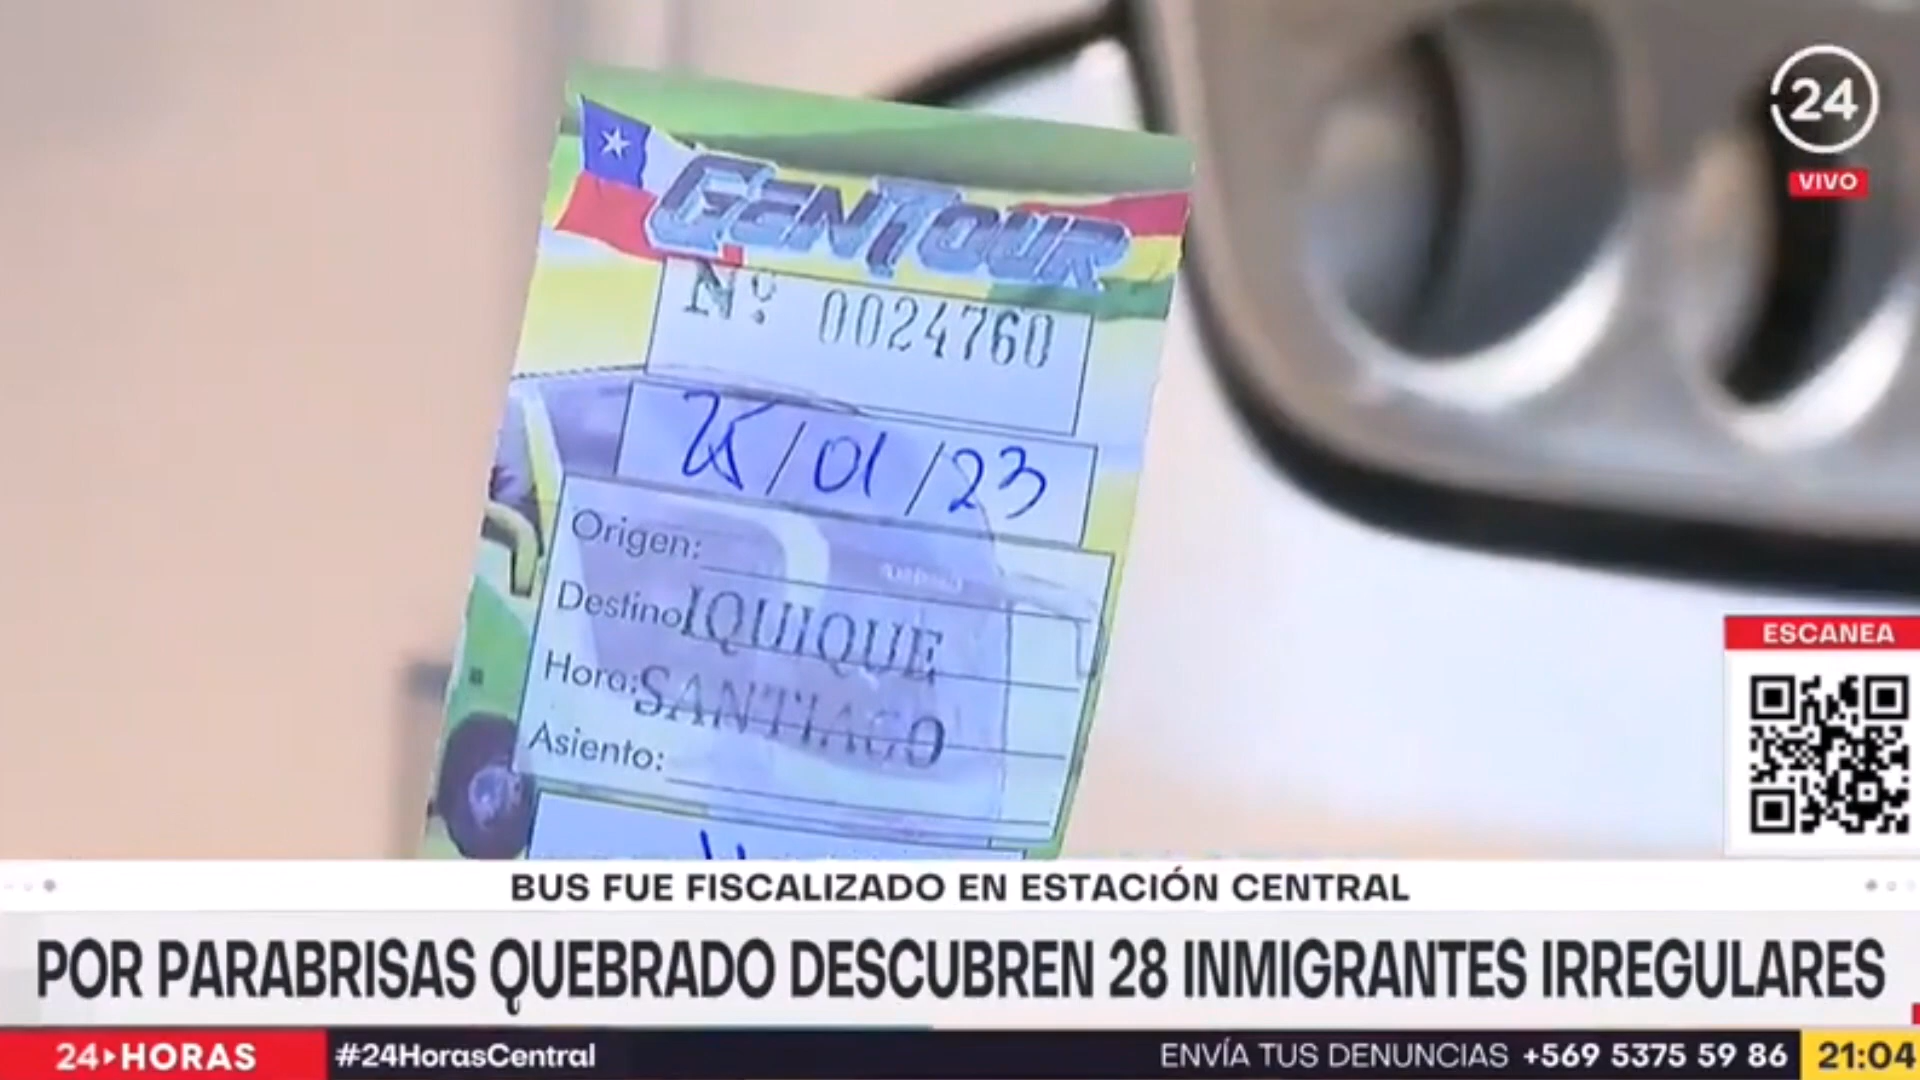 24
VIVO
GENTOUR
Nº 0024760
25/01/23
Origen:
Destino IQUIQUE
Hora: SANTIAGO
Asiento:
ESCANEA
BUS FUE FISCALIZADO EN ESTACIÓN CENTRAL
POR PARABRISAS QUEBRADO DESCUBREN 28 INMIGRANTES IRREGULARES
24 HORAS #24HorasCentral ENVÍA TUS DENUNCIAS +569 5375 59 86 21:04